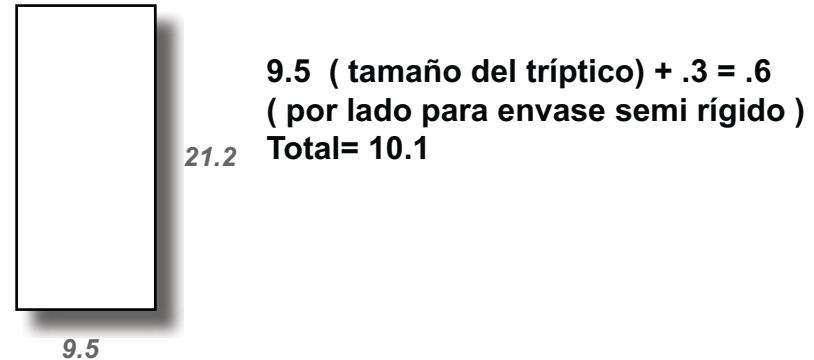 9.5 ( tamaño del tríptico) + .3 = .6
( por lado para envase semi rígido )
Total= 10.1
21.2
9.5